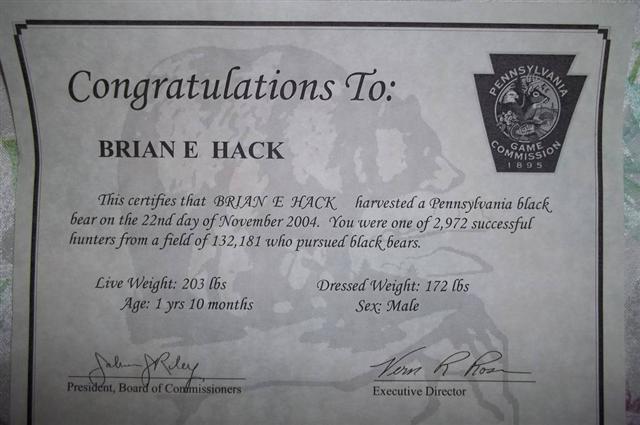 Congratulations To:
PENNSYLVANIA
GAME
COMMISSION
1895
BRIAN E HACK
This certifies that BRIAN E HACK harvested a Pennsylvania black
bear on the 22nd day of November 2004. You were one of 2,972 successful
hunters from a field of 132,181 who pursued black bears.
Live Weight: 203 lbs Dressed Weight: 172 lbs
Age: 1 yrs 10 months Sex: Male
Vern R Ross
President, Board of Commissioners Executive Director